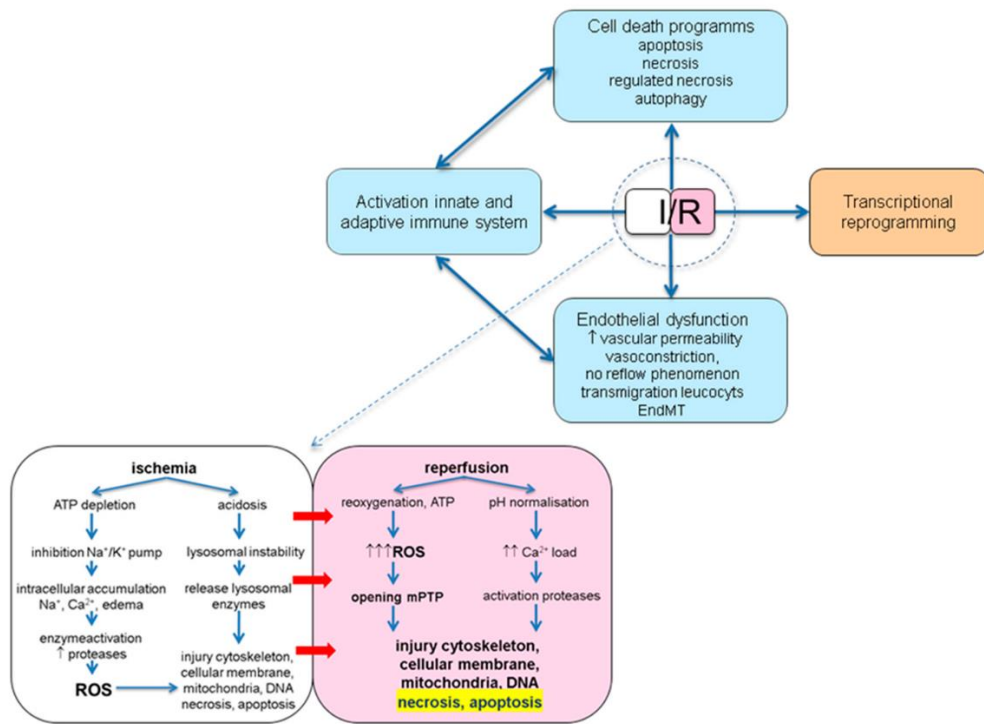 Cell death programms
apoptosis
necrosis
regulated necrosis
autophagy
Activation innate and
adaptive immune system
I/R
Transcriptional
reprogramming
Endothelial dysfunction
↑ vascular permeability
vasoconstriction,
no reflow phenomenon
transmigration leucocyts
EndMT
ischemia
ATP depletion
inhibition Na⁺/K⁺ pump
intracellular accumulation
Na⁺, Ca²⁺, edema
enzymeactivation
↑ proteases
ROS
acidosis
lysosomal instability
release lysosomal
enzymes
injury cytoskeleton,
cellular membrane,
mitochondria, DNA
necrosis, apoptosis
reperfusion
reoxygenation, ATP
↑↑↑ROS
opening mPTP
pH normalisation
↑↑ Ca²⁺ load
activation proteases
injury cytoskeleton,
cellular membrane,
mitochondria, DNA
necrosis, apoptosis